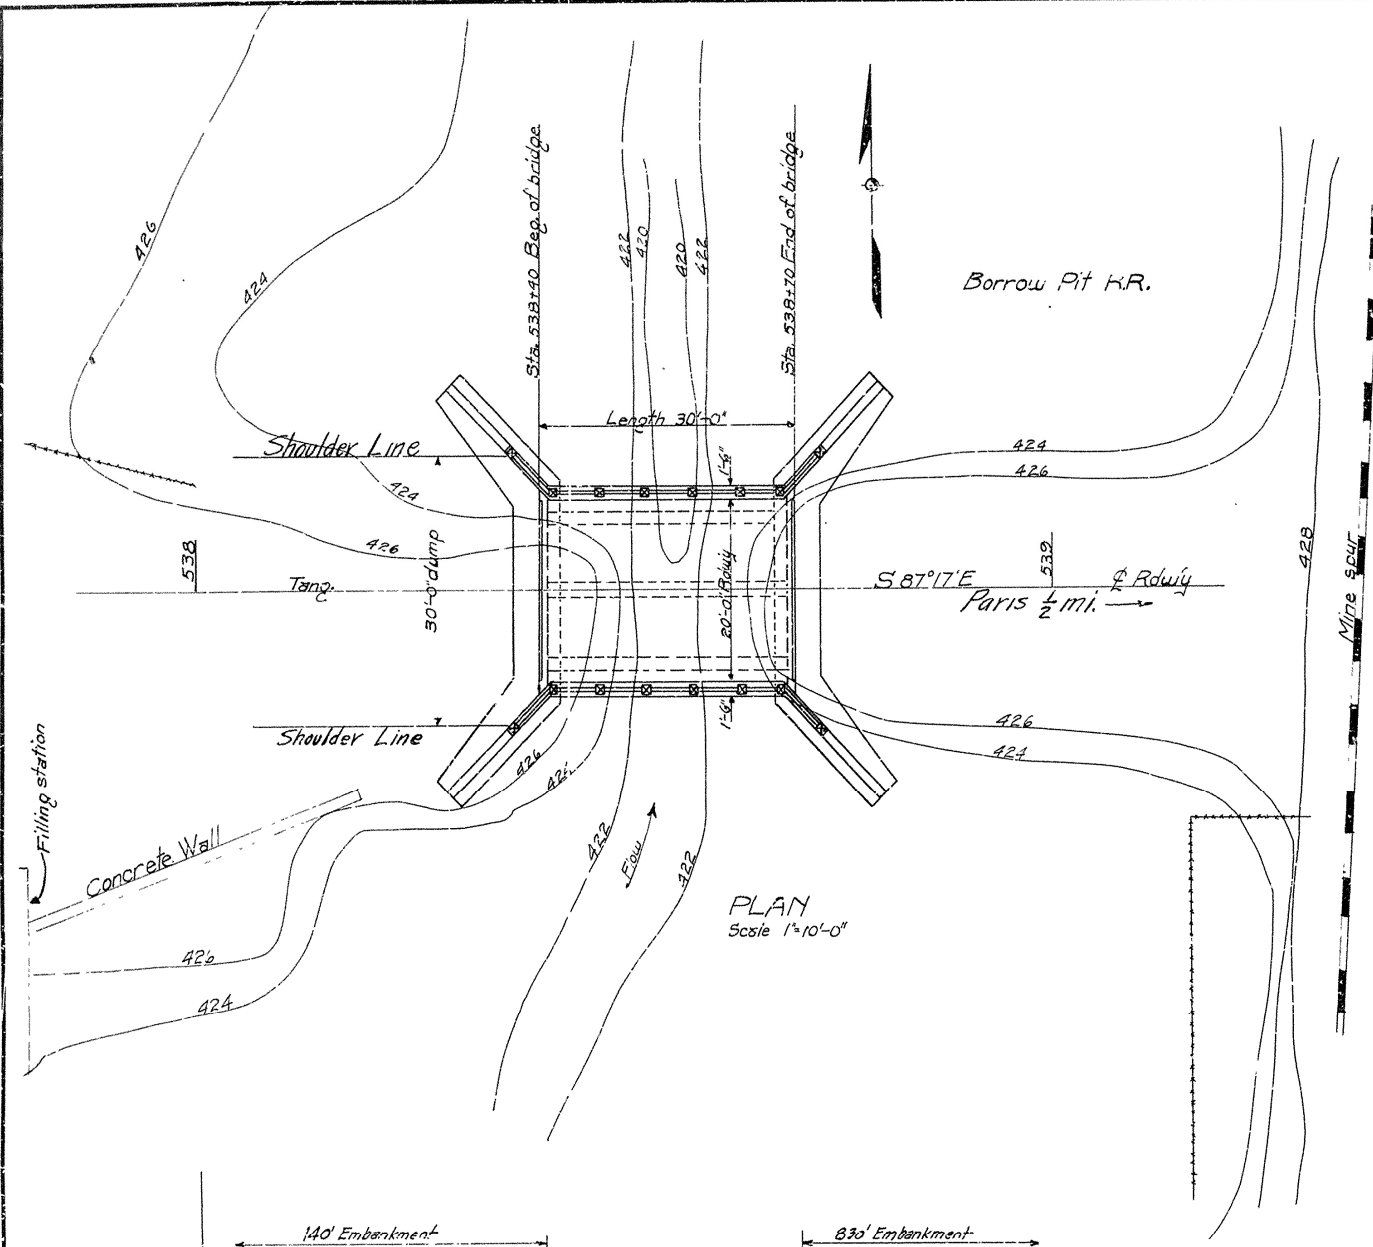 426
424
Sta. 538+40 Beg. of bridge
422
420
420
422
Sta. 538+70 End of bridge
Borrow Pit K.R.
Length 30'-0"
Shoulder Line
1'-6"
424
426
424
426
428
Mine spur
538
Tang.
30'-0" dump
20'-0" Rdwy
S 87°17'E
539
℄ Rdwy
Paris 1/2 mi.
1'-6"
Shoulder Line
426
424
426
Filling station
Concrete Wall
422
Flow
422
PLAN
Scale 1"=10'-0"
426
424
140' Embankment
830' Embankment